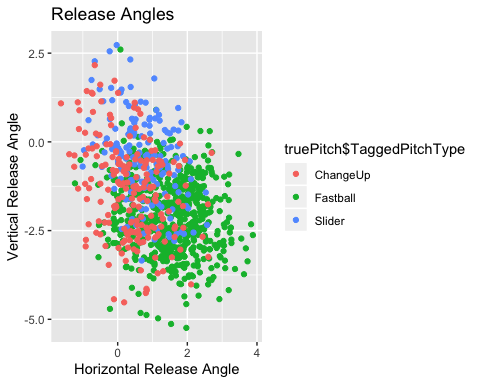 Release Angles
2.5
0.0
-2.5
-5.0
Vertical Release Angle
0
2
4
Horizontal Release Angle
truePitch$TaggedPitchType
ChangeUp
Fastball
Slider